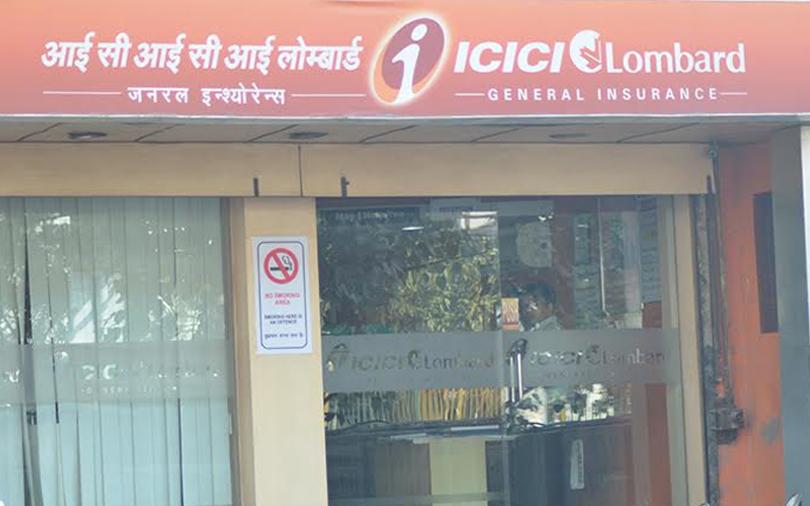 आई सी आई सी आई लोम्बार्ड
जनरल इन्श्योरेन्स
ICICI Lombard
GENERAL INSURANCE
NO SMOKING
AREA
SMOKING HERE IS
AN OFFENCE
ICICI Lombard
ICICI Lombard